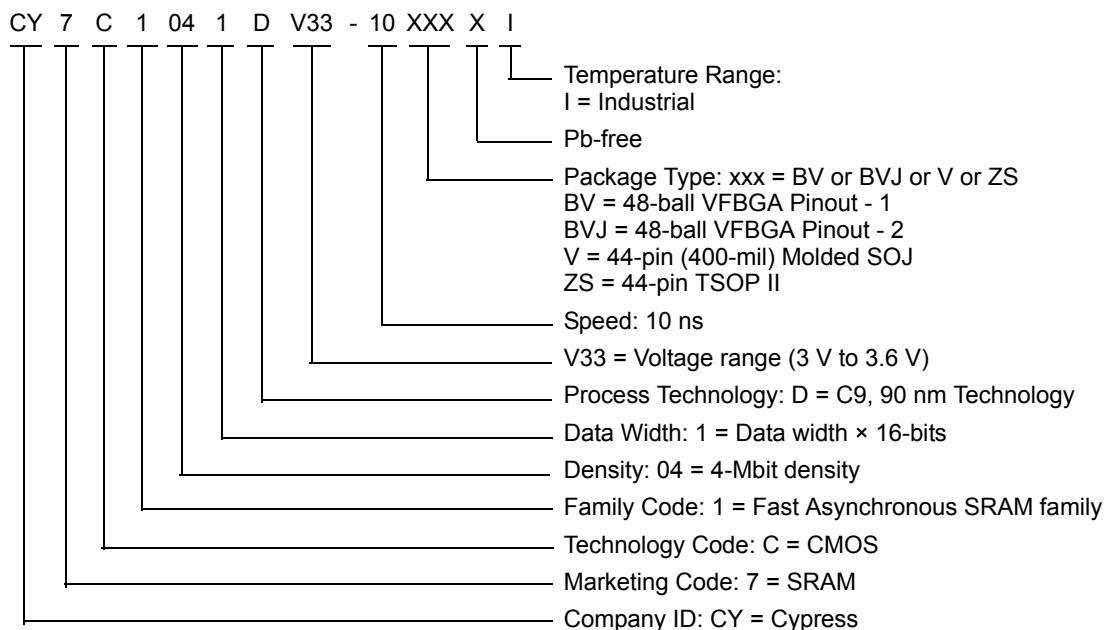 CY 7 C 1 04 1 D V33 - 10 XXX X I
Temperature Range:
I = Industrial
Pb-free
Package Type: xxx = BV or BVJ or V or ZS
BV = 48-ball VFBGA Pinout - 1
BVJ = 48-ball VFBGA Pinout - 2
V = 44-pin (400-mil) Molded SOJ
ZS = 44-pin TSOP II
Speed: 10 ns
V33 = Voltage range (3 V to 3.6 V)
Process Technology: D = C9, 90 nm Technology
Data Width: 1 = Data width × 16-bits
Density: 04 = 4-Mbit density
Family Code: 1 = Fast Asynchronous SRAM family
Technology Code: C = CMOS
Marketing Code: 7 = SRAM
Company ID: CY = Cypress